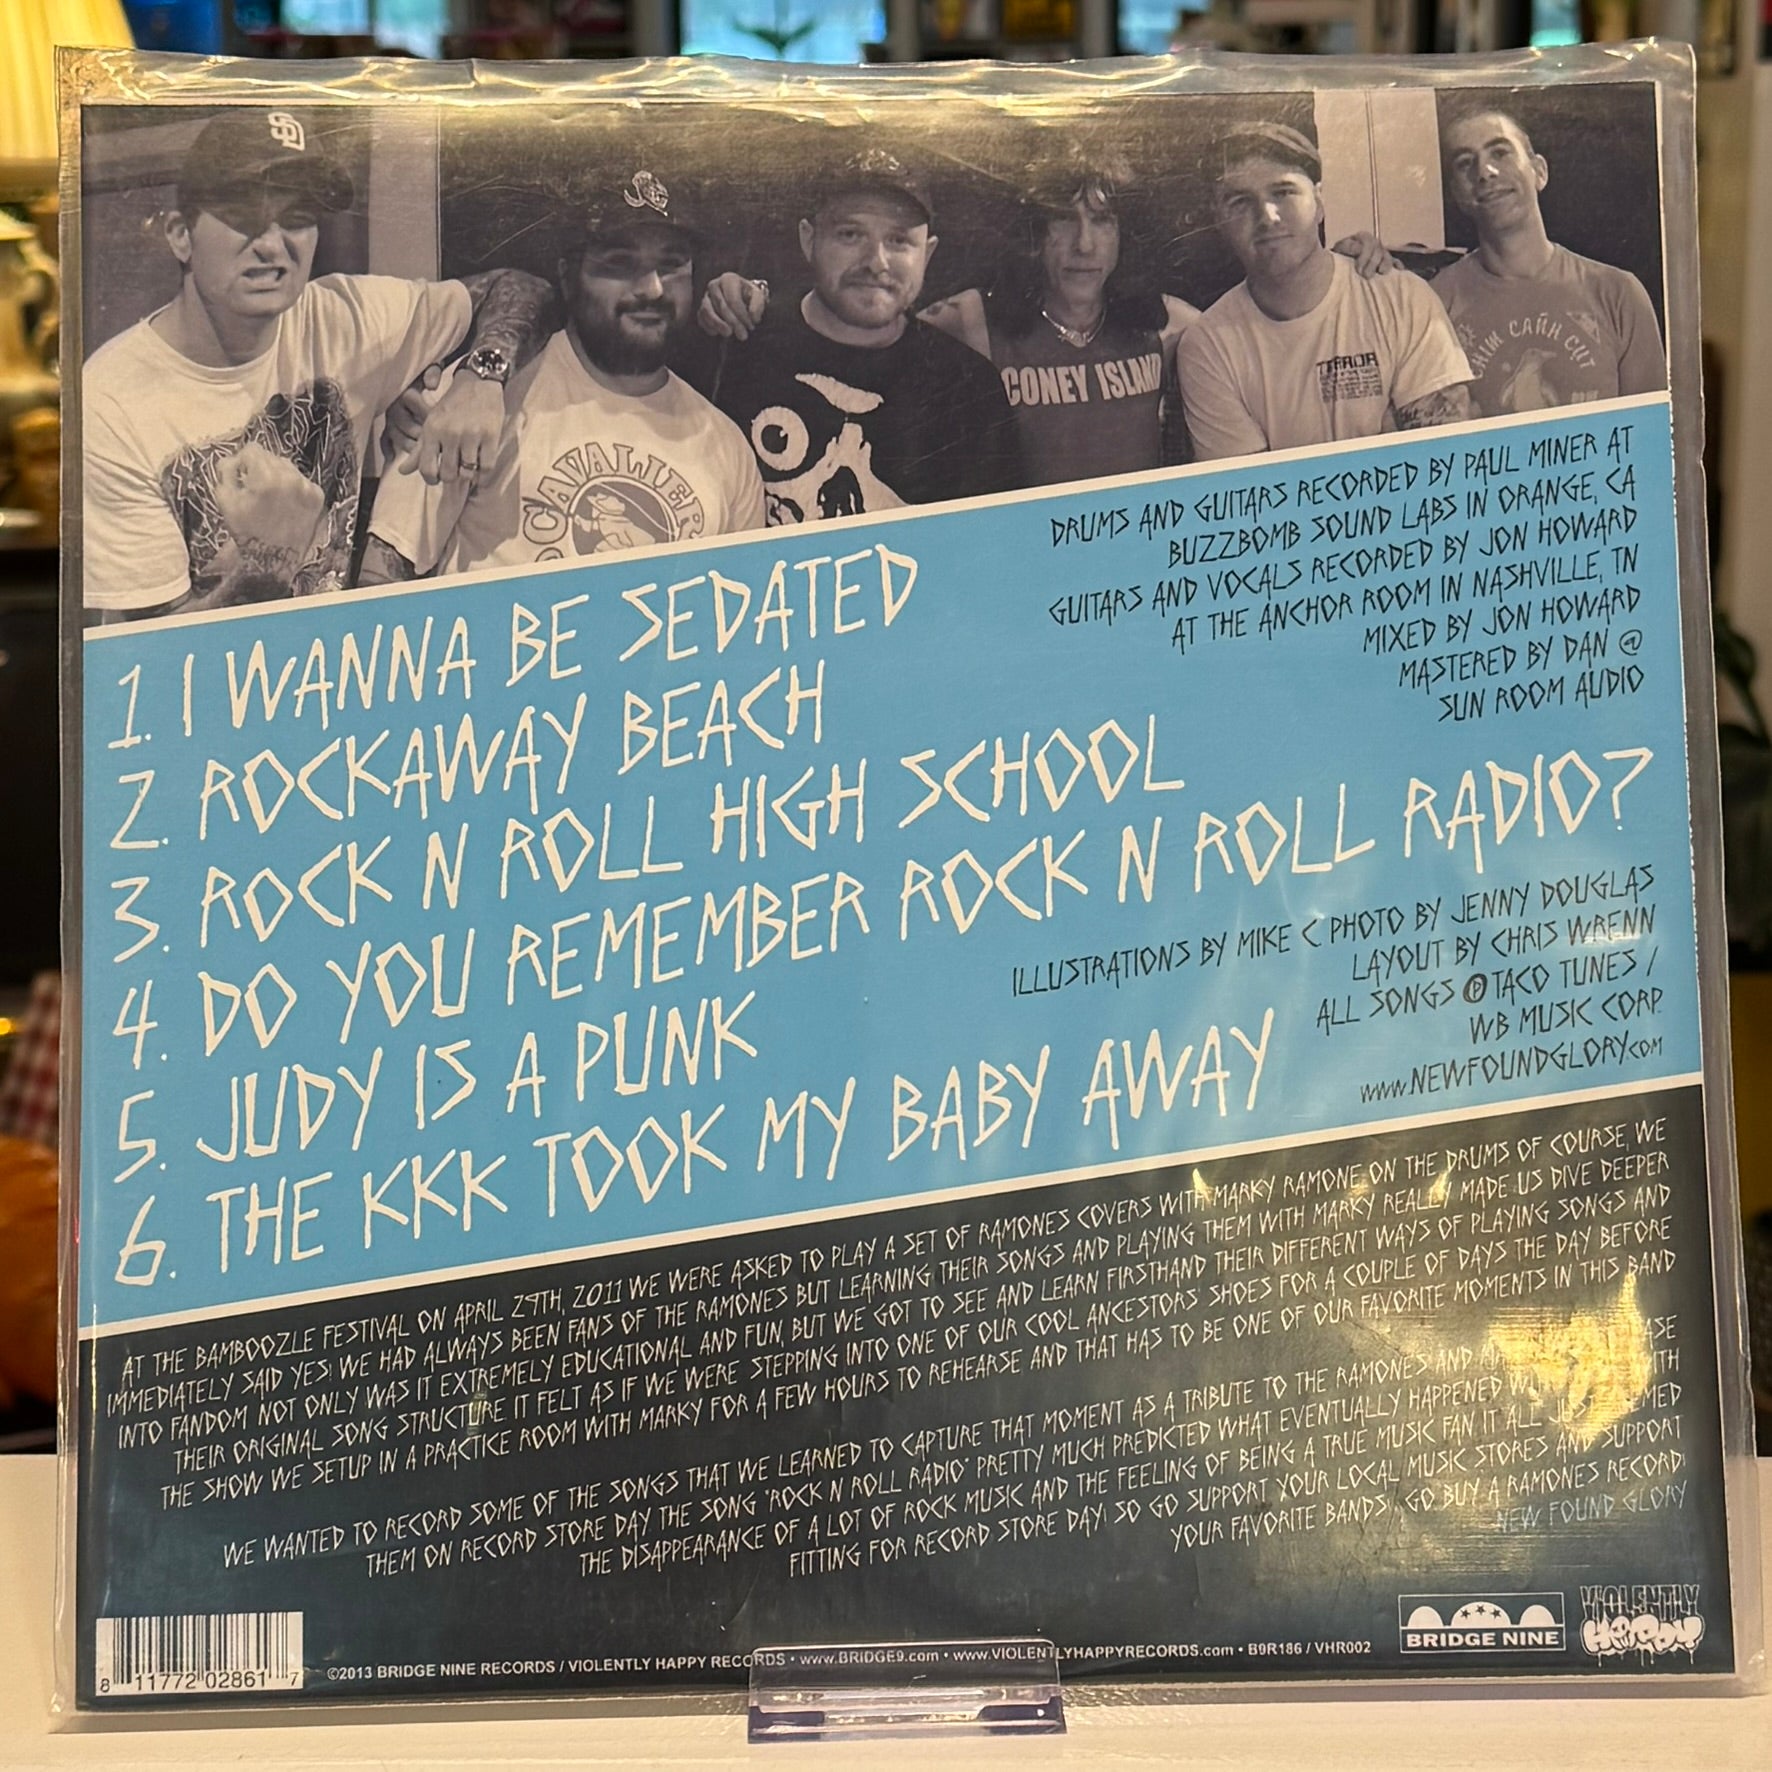 SD
CAVALIER
CONEY ISLAND
TERROR
САЙН СИТ
DRUMS AND GUITARS RECORDED BY PAUL MINER AT
BUZZBOMB SOUND LABS IN ORANGE, CA
GUITARS AND VOCALS RECORDED BY JON HOWARD
AT THE ANCHOR ROOM IN NASHVILLE, TN
MIXED BY JON HOWARD
MASTERED BY DAN @
SUN ROOM AUDIO
1. I WANNA BE SEDATED
2. ROCKAWAY BEACH
3. ROCK N ROLL HIGH SCHOOL
4. DO YOU REMEMBER ROCK N ROLL RADIO?
5. JUDY IS A PUNK
6. THE KKK TOOK MY BABY AWAY
ILLUSTRATIONS BY MIKE C PHOTO BY JENNY DOUGLAS
LAYOUT BY CHRIS WRENN
ALL SONGS ℗ TACO TUNES /
WB MUSIC CORP.
www.NEWFOUNDGLORY.com
AT THE BAMBOOZLE FESTIVAL ON APRIL 29TH, 2011 WE WERE ASKED TO PLAY A SET OF RAMONES COVERS WITH MARKY RAMONE ON THE DRUMS OF COURSE, WE
IMMEDIATELY SAID YES! WE HAD ALWAYS BEEN FANS OF THE RAMONES BUT LEARNING THEIR SONGS AND PLAYING THEM WITH MARKY REALLY MADE US DIVE DEEPER
INTO FANDOM NOT ONLY WAS IT EXTREMELY EDUCATIONAL AND FUN, BUT WE GOT TO SEE AND LEARN FIRSTHAND THEIR DIFFERENT WAYS OF PLAYING SONGS AND
THEIR ORIGINAL SONG STRUCTURE IT FELT AS IF WE WERE STEPPING INTO ONE OF OUR COOL ANCESTORS' SHOES FOR A COUPLE OF DAYS THE DAY BEFORE
THE SHOW WE SETUP IN A PRACTICE ROOM WITH MARKY FOR A FEW HOURS TO REHEARSE AND THAT HAS TO BE ONE OF OUR FAVORITE MOMENTS IN THIS BAND
WE WANTED TO RECORD SOME OF THE SONGS THAT WE LEARNED TO CAPTURE THAT MOMENT AS A TRIBUTE TO THE RAMONES AND
THEM ON RECORD STORE DAY THE SONG "ROCK N ROLL RADIO" PRETTY MUCH PREDICTED WHAT EVENTUALLY HAPPENED
THE DISAPPEARANCE OF A LOT OF ROCK MUSIC AND THE FEELING OF BEING A TRUE MUSIC FAN IT ALL
FITTING FOR RECORD STORE DAY! SO GO SUPPORT YOUR LOCAL MUSIC STORES AND SUPPORT
YOUR FAVORITE BANDS! GO BUY A RAMONES RECORD!
NEW FOUND GLORY
8 11772 02861 7
©2013 BRIDGE NINE RECORDS / VIOLENTLY HAPPY RECORDS • www.BRIDGE9.com • www.VIOLENTLYHAPPYRECORDS.com • B9R186 / VHR002
BRIDGE NINE
VIOLENTLY
HAPPY